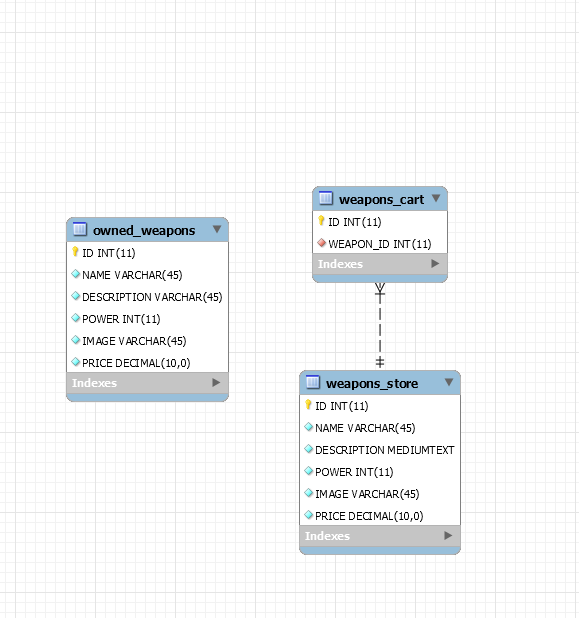 owned_weapons
ID INT(11)
NAME VARCHAR(45)
DESCRIPTION VARCHAR(45)
POWER INT(11)
IMAGE VARCHAR(45)
PRICE DECIMAL(10,0)
Indexes
weapons_cart
ID INT(11)
WEAPON_ID INT(11)
Indexes
weapons_store
ID INT(11)
NAME VARCHAR(45)
DESCRIPTION MEDIUMTEXT
POWER INT(11)
IMAGE VARCHAR(45)
PRICE DECIMAL(10,0)
Indexes